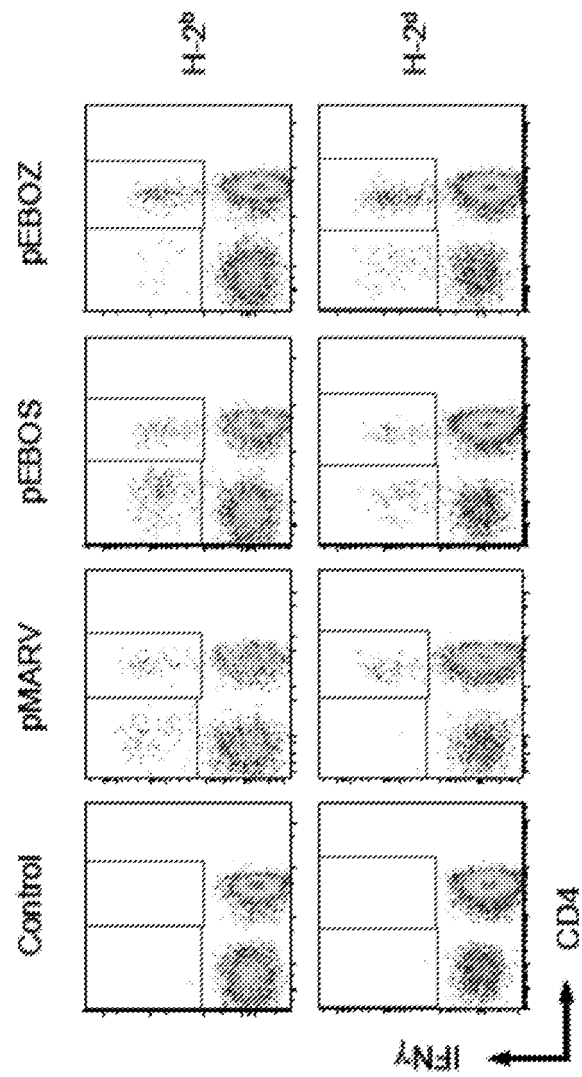 Control
pMARV
pEBOS
pEBOZ
H-2ᵇ
H-2ᵈ
IFNγ
CD4